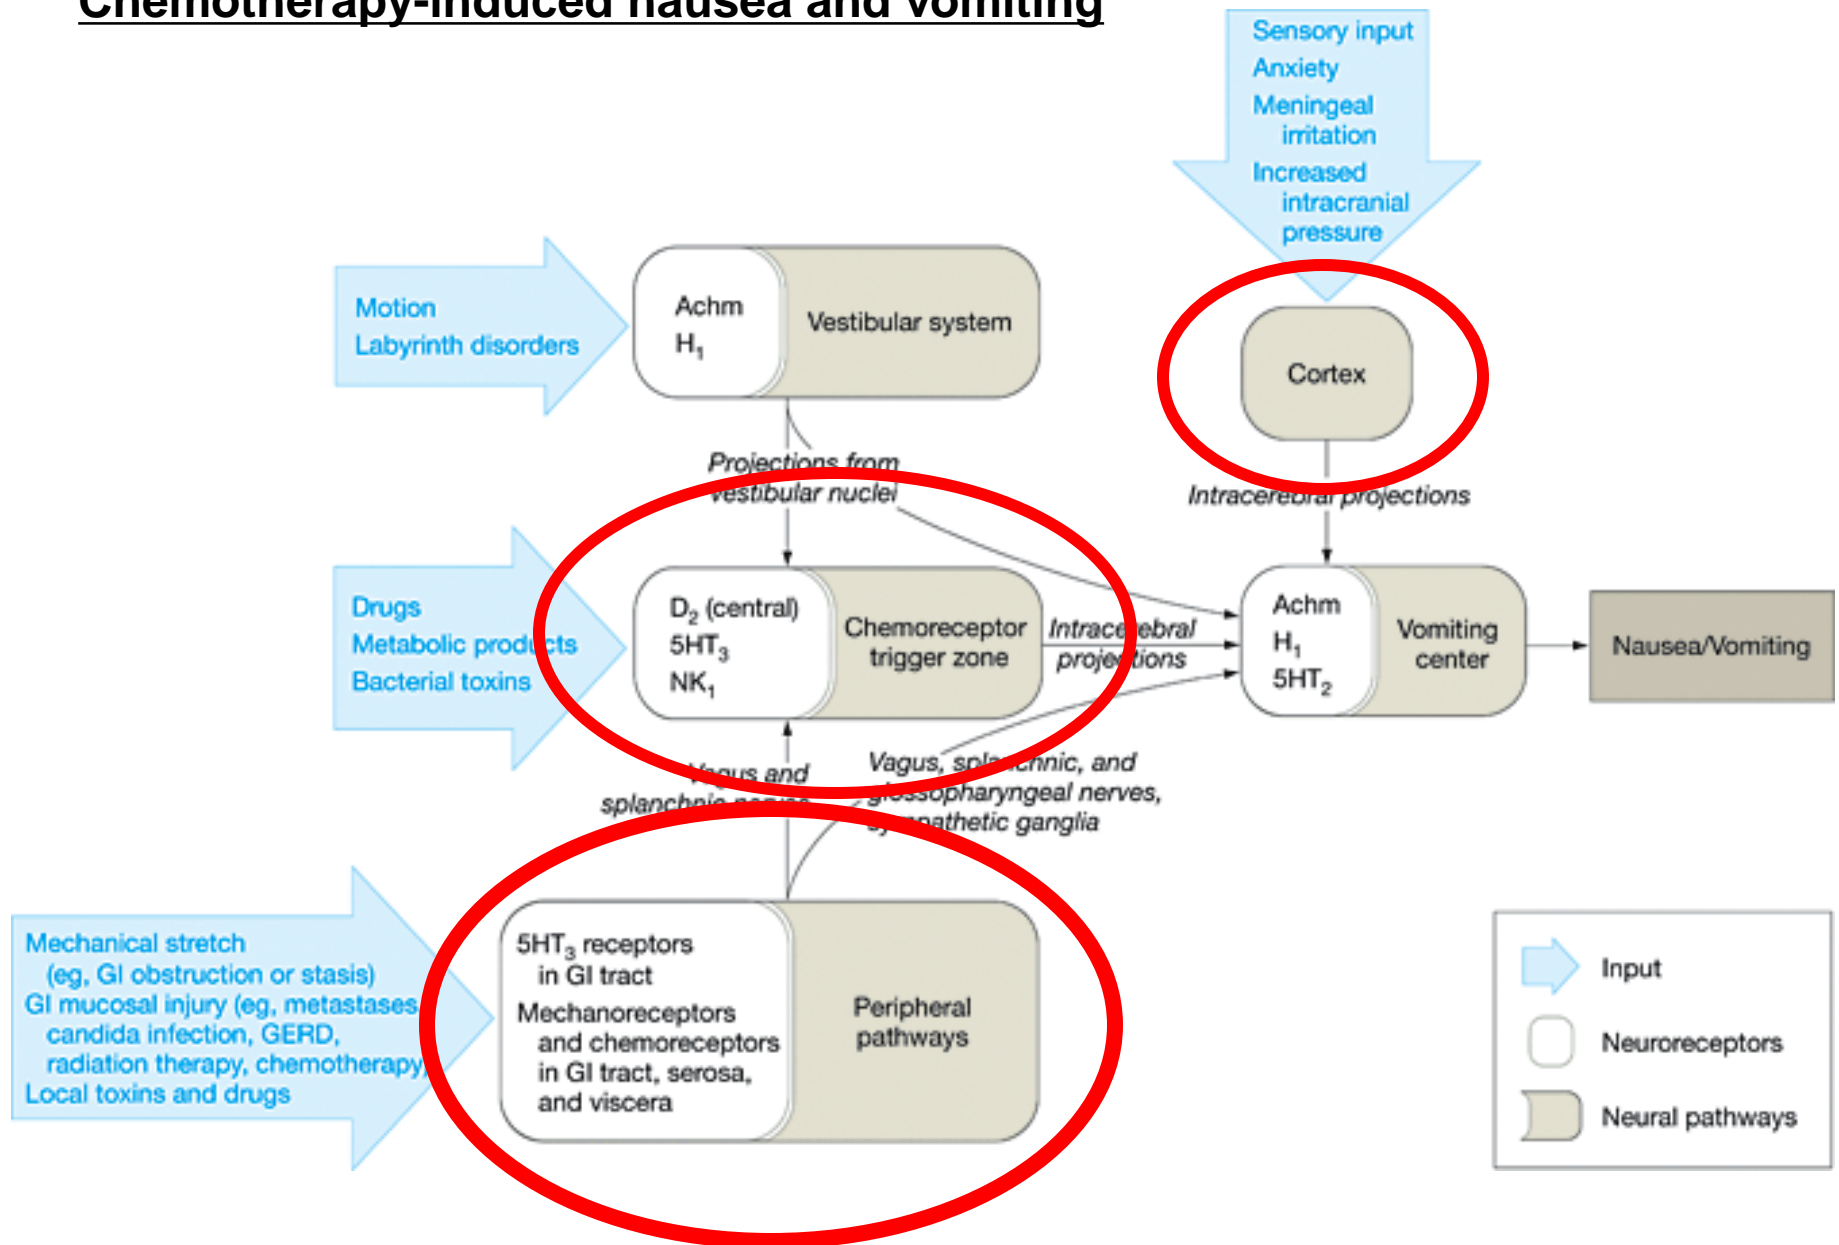 Chemotherapy-induced nausea and vomiting
Sensory input
Anxiety
Meningeal
irritation
Increased
intracranial
pressure
Motion
Labyrinth disorders
Achm
H₁
Vestibular system
Cortex
Projections from
vestibular nuclei
Intracerebral projections
Drugs
Metabolic products
Bacterial toxins
D₂ (central)
5HT₃
NK₁
Chemoreceptor
trigger zone
Intracerebral
projections
Achm
H₁
5HT₂
Vomiting
center
Nausea/Vomiting
Vagus and
splanchnic nerves
Vagus, splanchnic, and
glossopharyngeal nerves,
sympathetic ganglia
Mechanical stretch
(eg, GI obstruction or stasis)
GI mucosal injury (eg, metastases,
candida infection, GERD,
radiation therapy, chemotherapy)
Local toxins and drugs
5HT₃ receptors
in GI tract
Mechanoreceptors
and chemoreceptors
in GI tract, serosa,
and viscera
Peripheral
pathways
Input
Neuroreceptors
Neural pathways